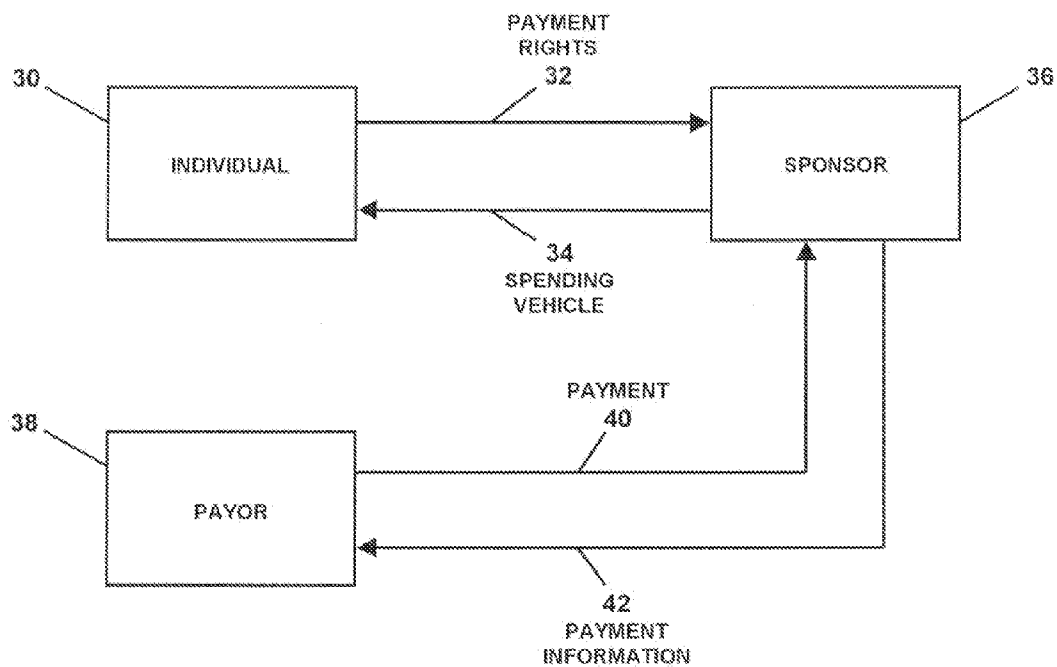 PAYMENT
RIGHTS
32
30
36
INDIVIDUAL
SPONSOR
34
SPENDING
VEHICLE
PAYMENT
40
38
PAYOR
42
PAYMENT
INFORMATION